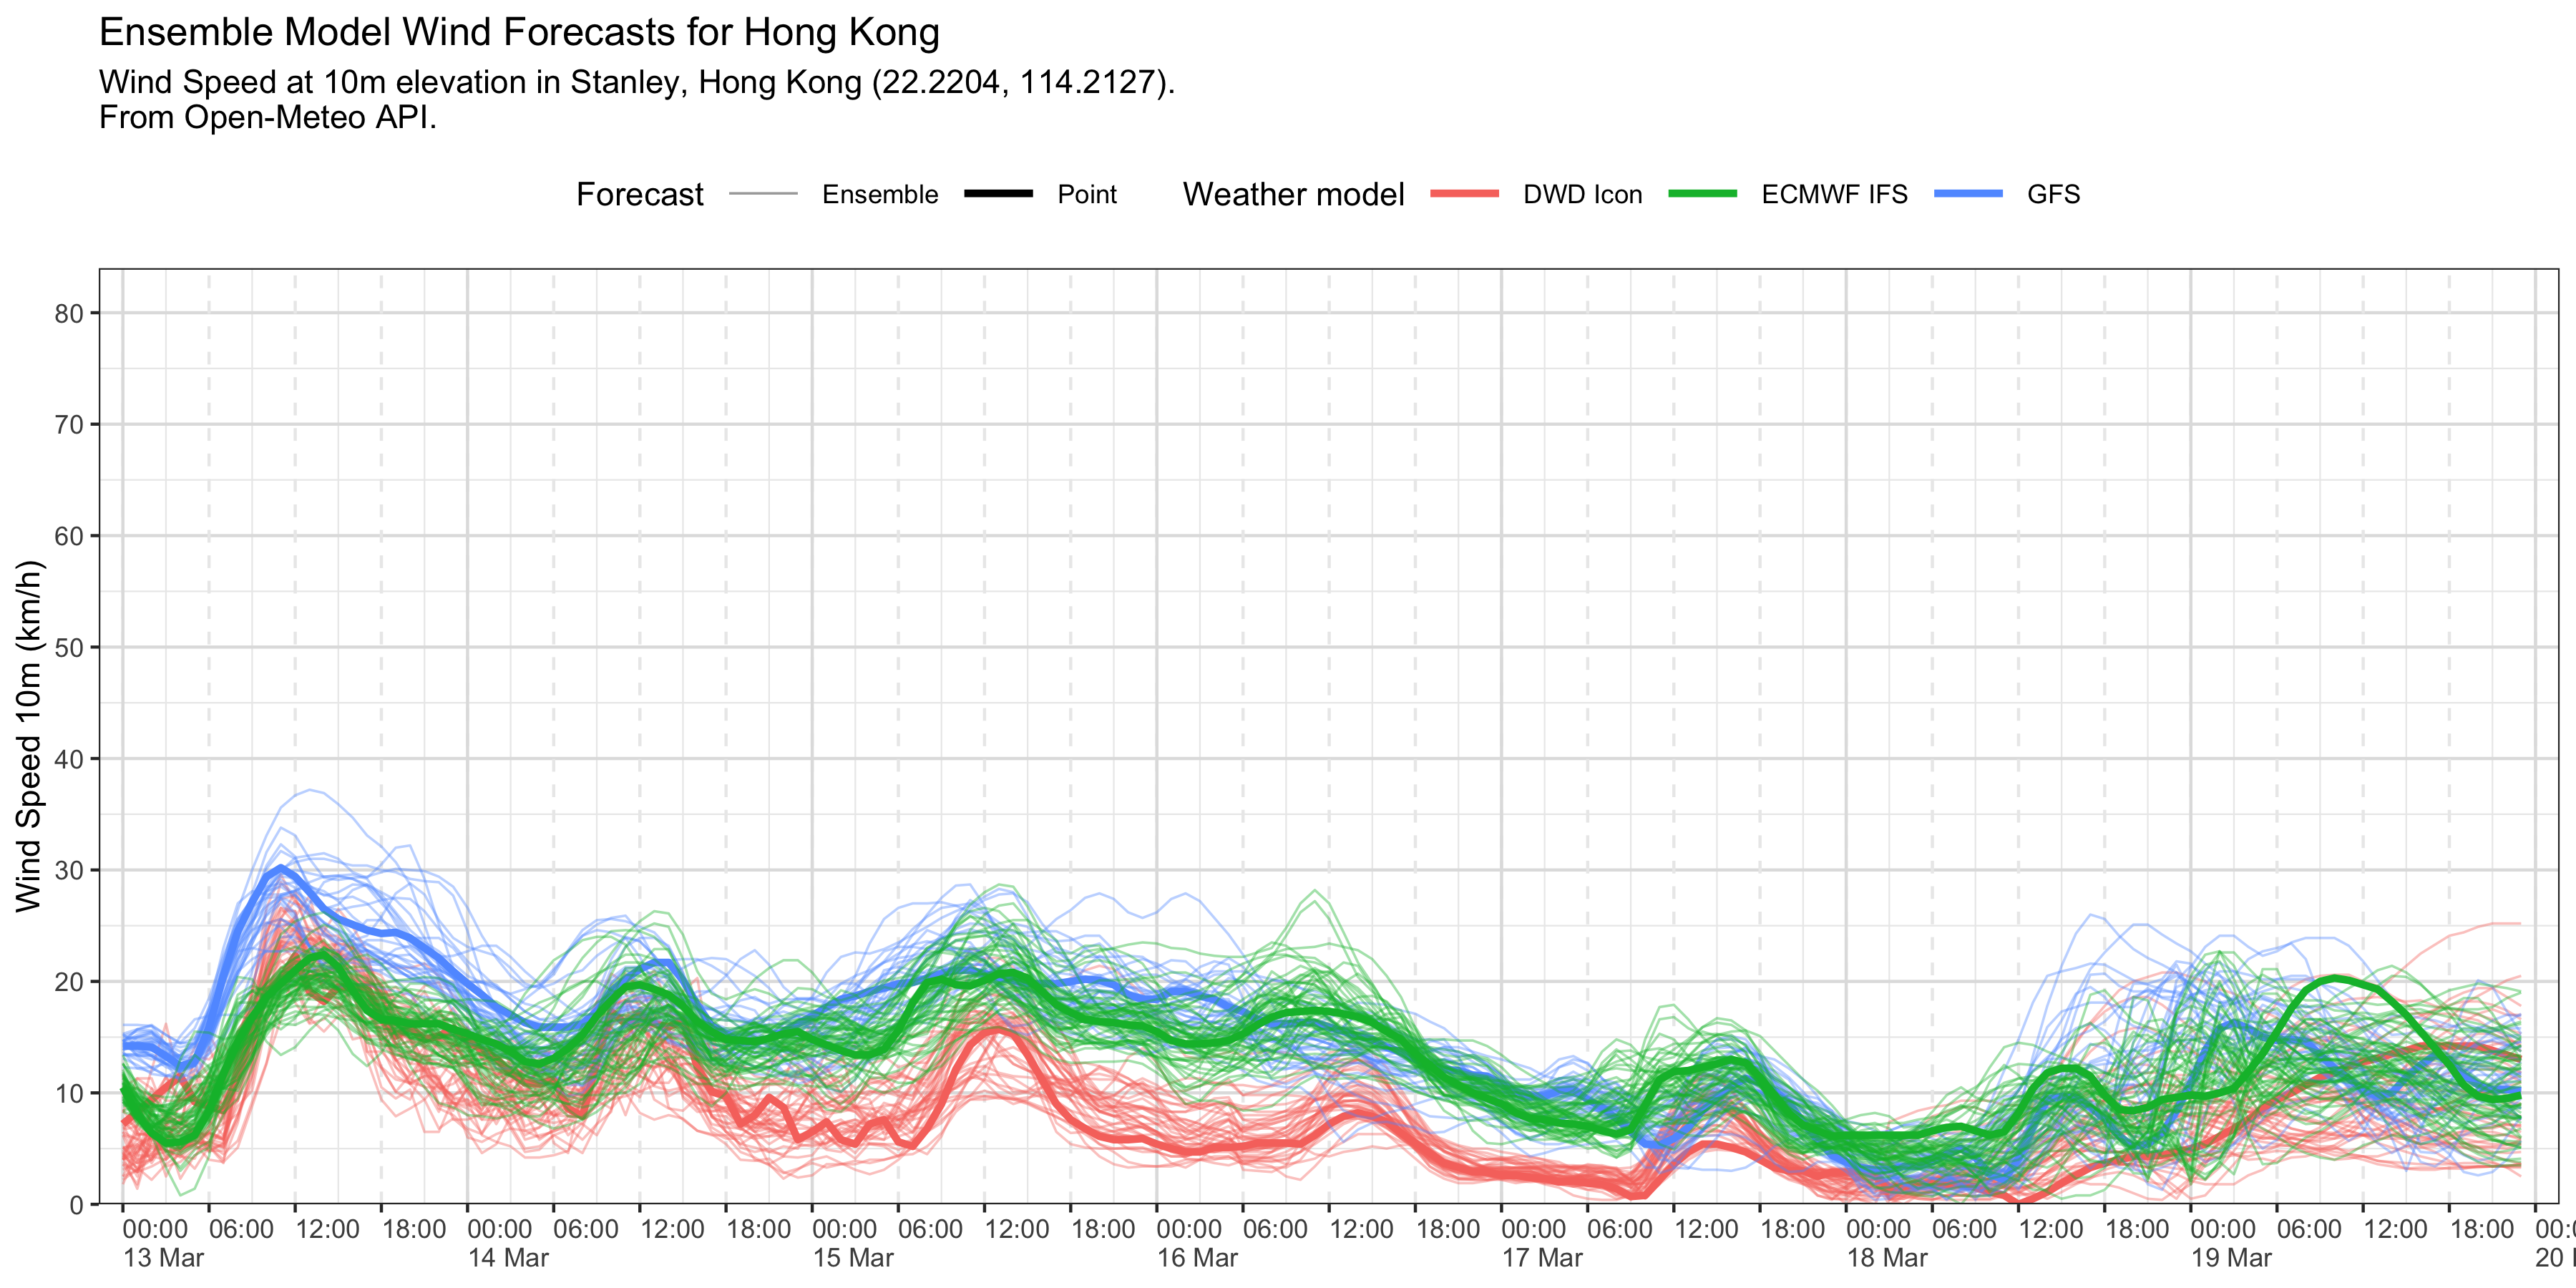 Ensemble Model Wind Forecasts for Hong Kong
Wind Speed at 10m elevation in Stanley, Hong Kong (22.2204, 114.2127).
From Open-Meteo API.
Forecast Ensemble Point Weather model DWD Icon ECMWF IFS GFS
Wind Speed 10m (km/h)
80
70
60
50
40
30
20
10
0
00:00 06:00 12:00 18:00 00:00 06:00 12:00 18:00 00:00 06:00 12:00 18:00 00:00 06:00 12:00 18:00 00:00 06:00 12:00 18:00 00:00 06:00 12:00 18:00 00:00 06:00 12:00 18:00
13 Mar 14 Mar 15 Mar 16 Mar 17 Mar 18 Mar 19 Mar 20